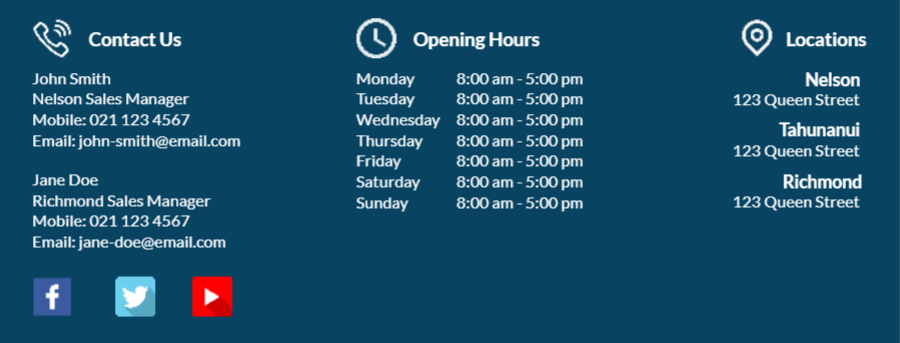 Contact Us
John Smith
Nelson Sales Manager
Mobile: 021 123 4567
Email: john-smith@email.com
Jane Doe
Richmond Sales Manager
Mobile: 021 123 4567
Email: jane-doe@email.com
f
Opening Hours
Monday 8:00 am - 5:00 pm
Tuesday 8:00 am - 5:00 pm
Wednesday 8:00 am - 5:00 pm
Thursday 8:00 am - 5:00 pm
Friday 8:00 am - 5:00 pm
Saturday 8:00 am - 5:00 pm
Sunday 8:00 am - 5:00 pm
Locations
Nelson
123 Queen Street
Tahunanui
123 Queen Street
Richmond
123 Queen Street